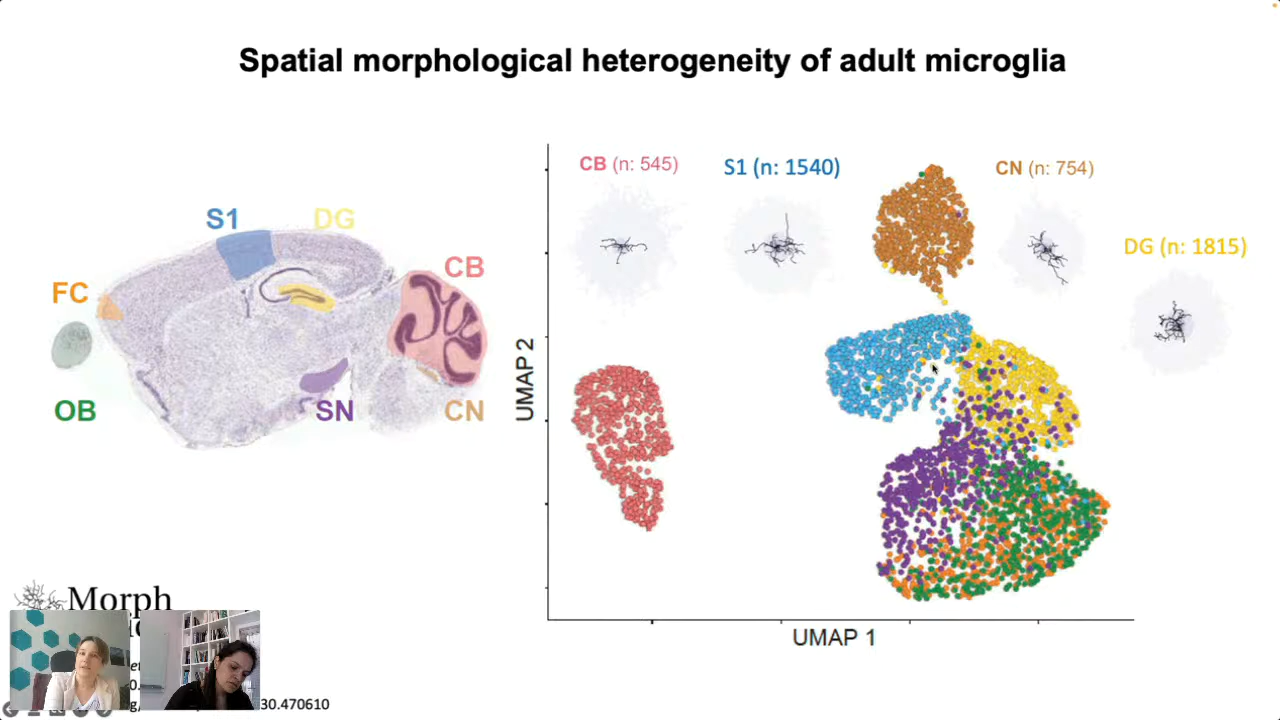 Spatial morphological heterogeneity of adult microglia
S1
DG
CB
FC
OB
SN
CN
CB (n: 545)
S1 (n: 1540)
CN (n: 754)
DG (n: 1815)
UMAP 2
UMAP 1
Morph
30.470610